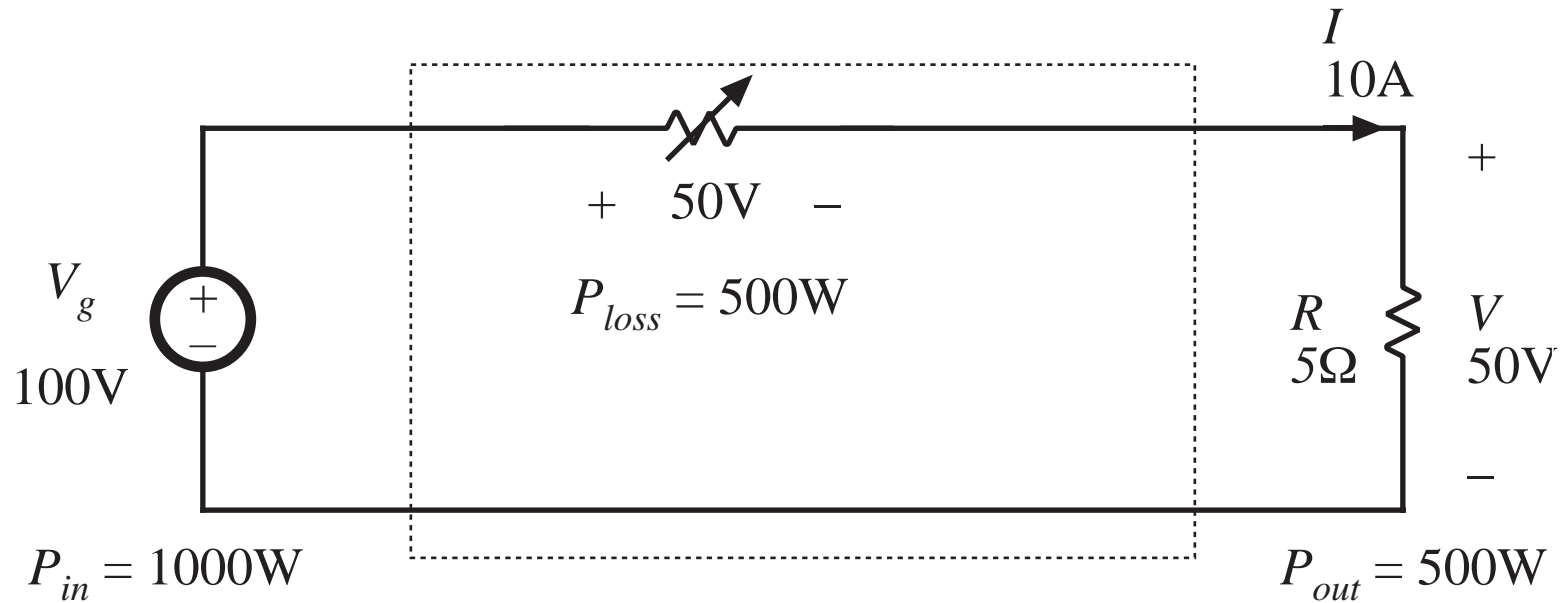 I
10A
+
+ 50V −
V_g
+
−
100V
P_loss = 500W
R
5Ω
V
50V
−
P_in = 1000W
P_out = 500W